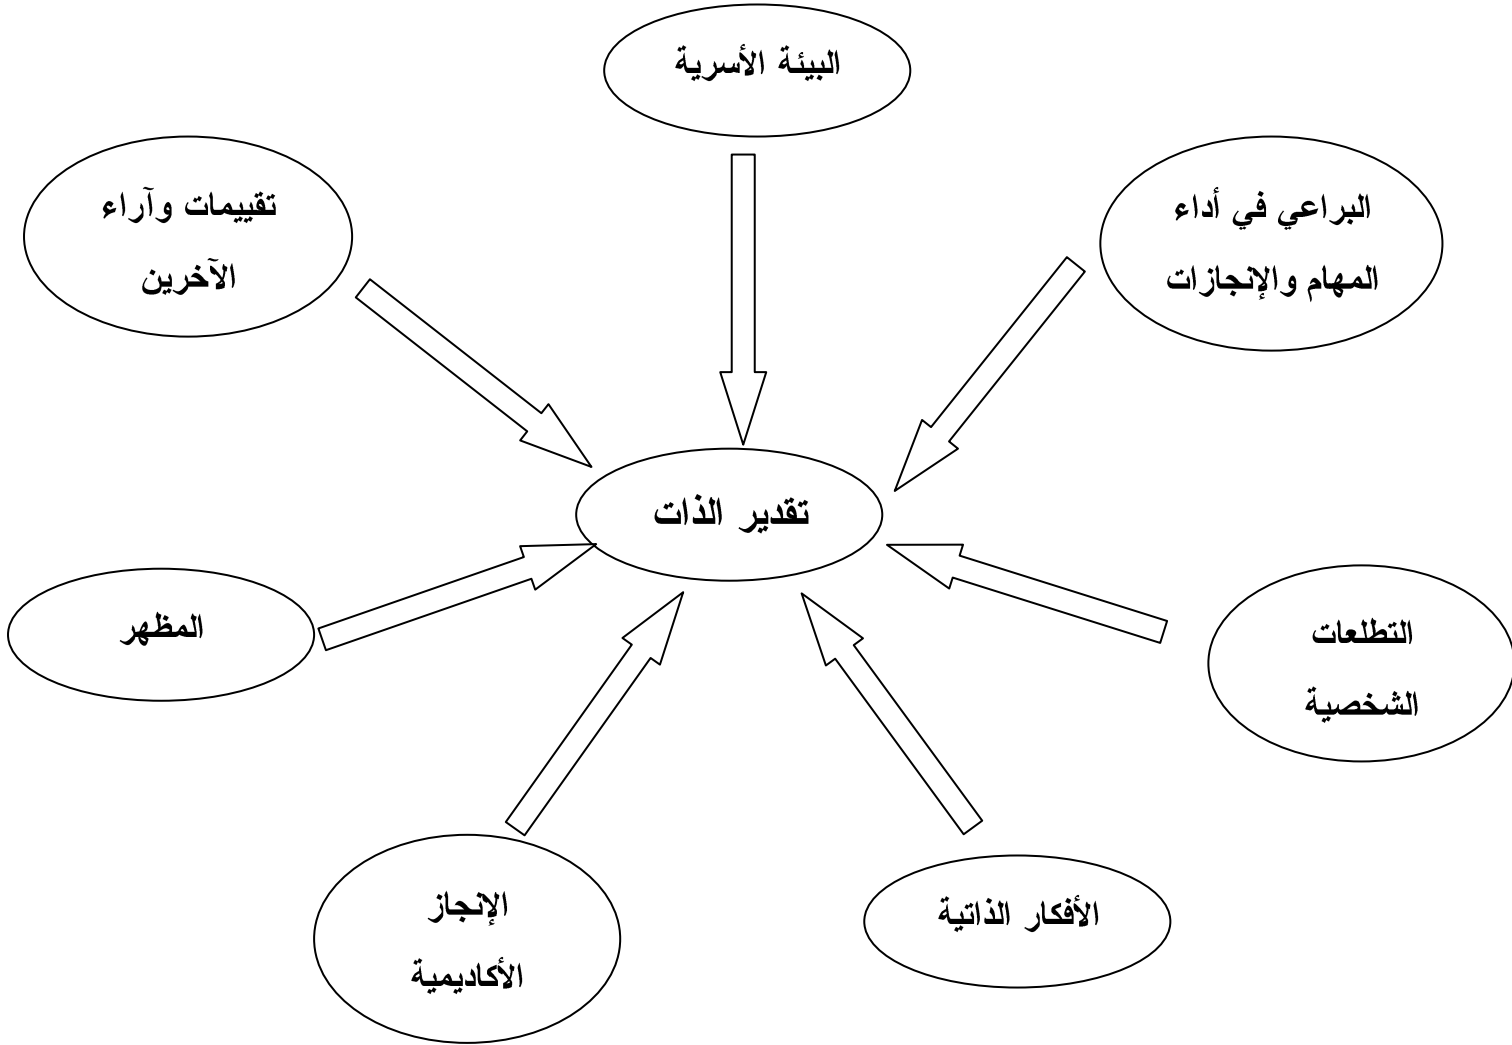 البيئة الأسرية
البراعي في أداء
المهام والإنجازات
تقييمات وآراء
الآخرين
تقدير الذات
التطلعات
الشخصية
المظهر
الأفكار الذاتية
الإنجاز
الأكاديمية